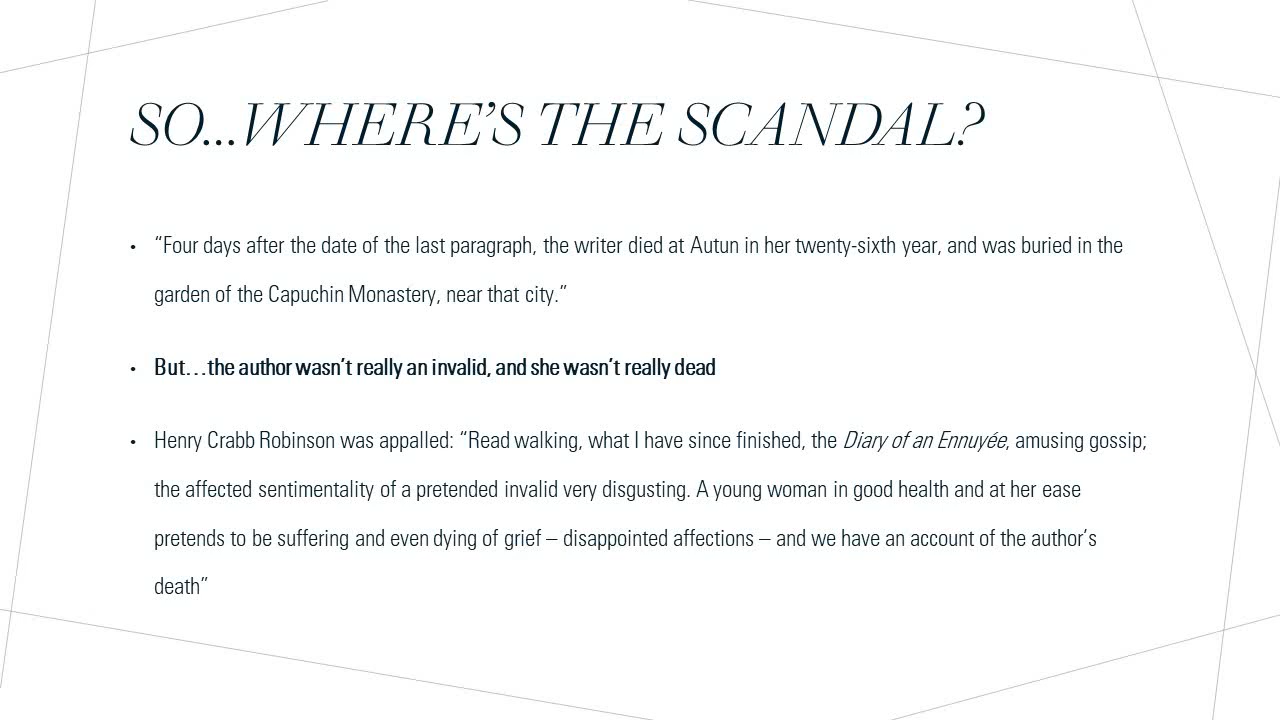 SO...WHERE’S THE SCANDAL?
• “Four days after the date of the last paragraph, the writer died at Autun in her twenty-sixth year, and was buried in the
garden of the Capuchin Monastery, near that city.”
• But…the author wasn’t really an invalid, and she wasn’t really dead
• Henry Crabb Robinson was appalled: “Read walking, what I have since finished, the Diary of an Ennuyée, amusing gossip;
the affected sentimentality of a pretended invalid very disgusting. A young woman in good health and at her ease
pretends to be suffering and even dying of grief – disappointed affections – and we have an account of the author’s
death”